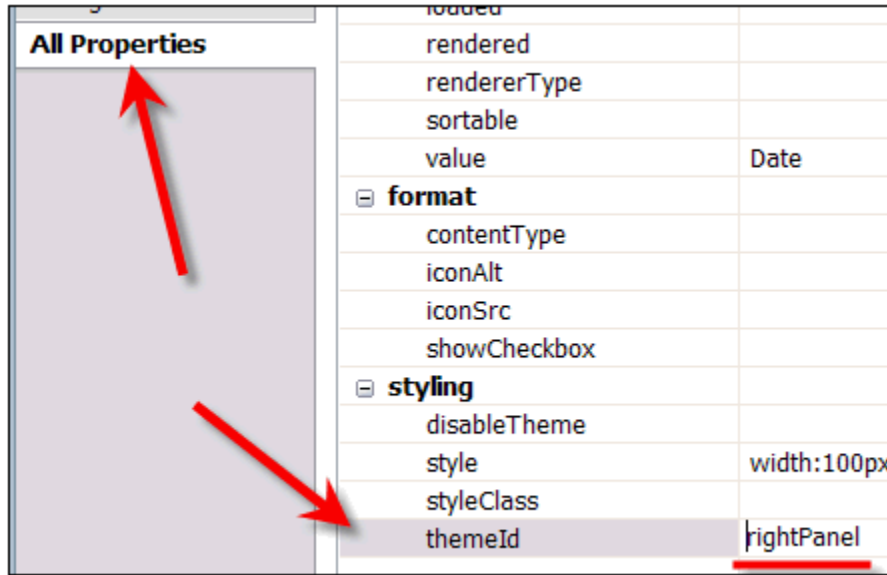 All Properties
rendered
rendererType
sortable
value Date
format
contentType
iconAlt
iconSrc
showCheckbox
styling
disableTheme
style width:100px
styleClass
themeId rightPanel